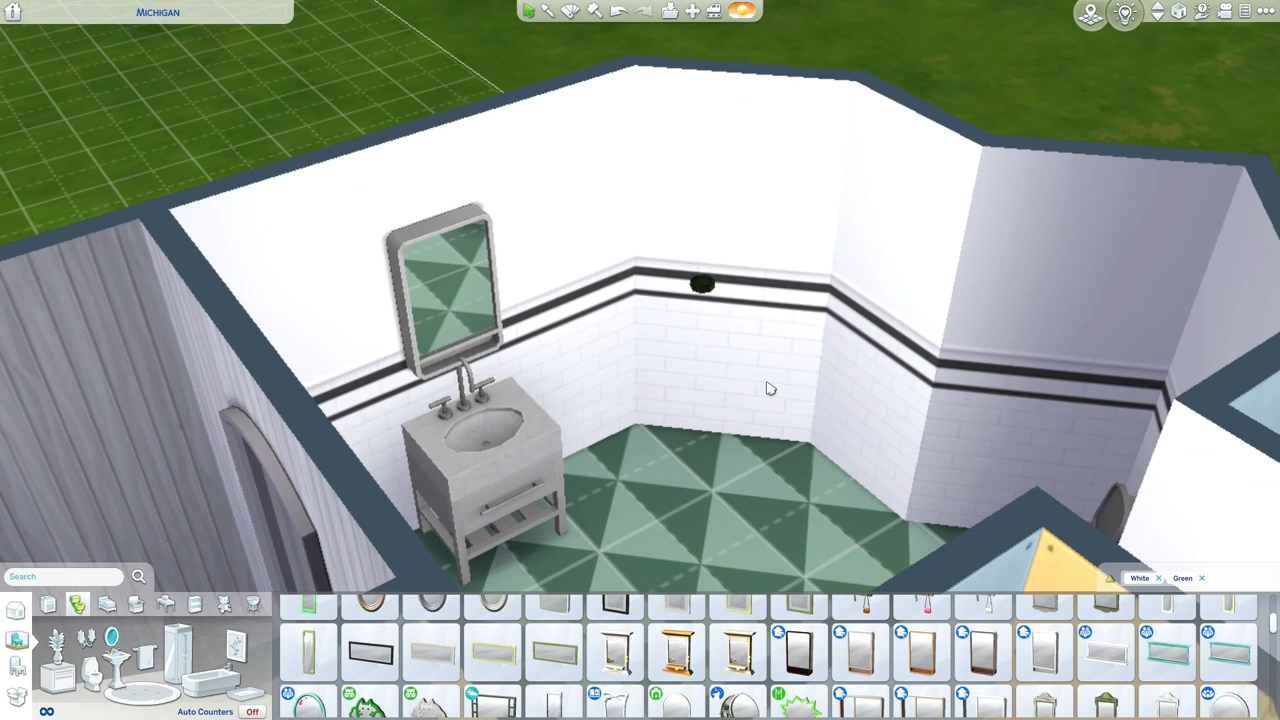 MICHIGAN
Search
White
Green
Auto Counters
Off